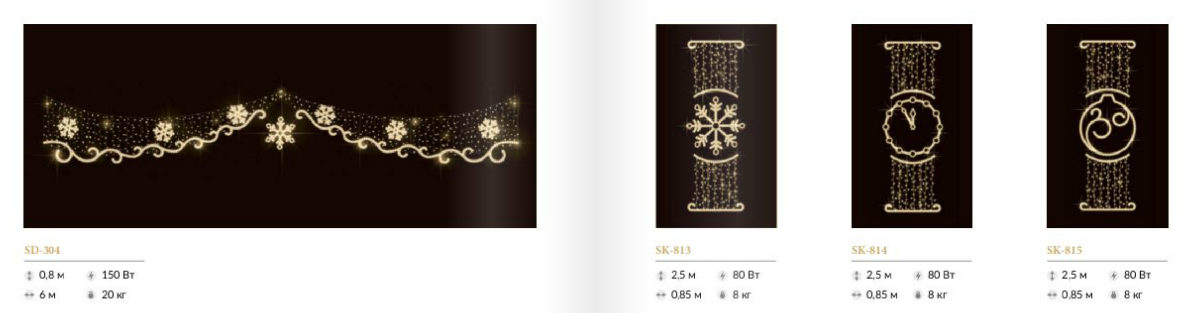 SD-304
0,8 м 150 Вт
6 м 20 кг
SK-813
2,5 м 80 Вт
0,85 м 8 кг
SK-814
2,5 м 80 Вт
0,85 м 8 кг
SK-815
2,5 м 80 Вт
0,85 м 8 кг